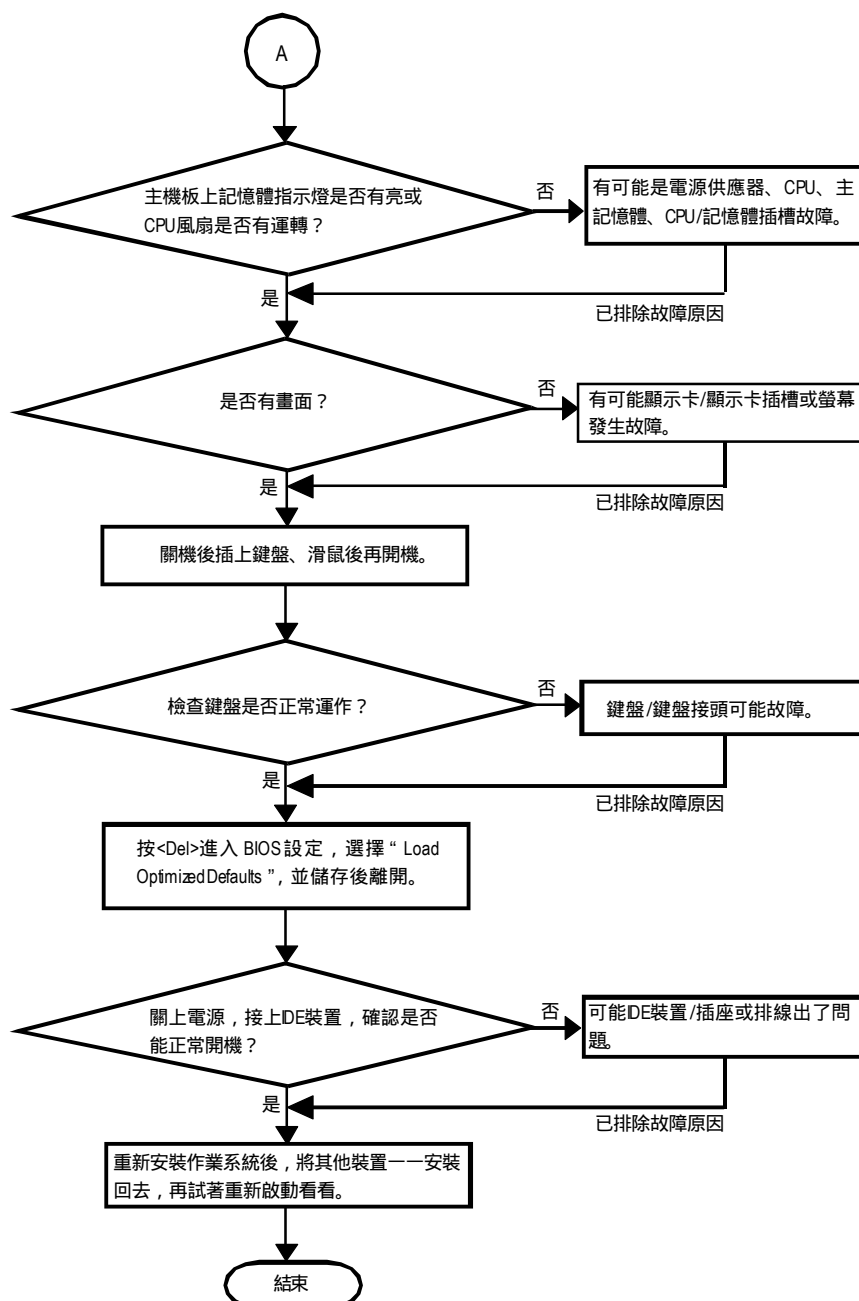 A
主機板上記憶體指示燈是否有亮或
CPU風扇是否有運轉？
否
有可能是電源供應器、CPU、主
記憶體、CPU/記憶體插槽故障。
是
已排除故障原因
是否有畫面？
否
有可能顯示卡/顯示卡插槽或螢幕
發生故障。
是
已排除故障原因
關機後插上鍵盤、滑鼠後再開機。
檢查鍵盤是否正常運作？
否
鍵盤/鍵盤接頭可能故障。
是
已排除故障原因
按<Del>進入 BIOS設定，選擇 “ Load
Optimized Defaults ”，並儲存後離開。
關上電源，接上IDE裝置，確認是否
能正常開機？
否
可能IDE裝置/插座或排線出了問
題。
是
已排除故障原因
重新安裝作業系統後，將其他裝置一一安裝
回去，再試著重新啟動看看。
結束